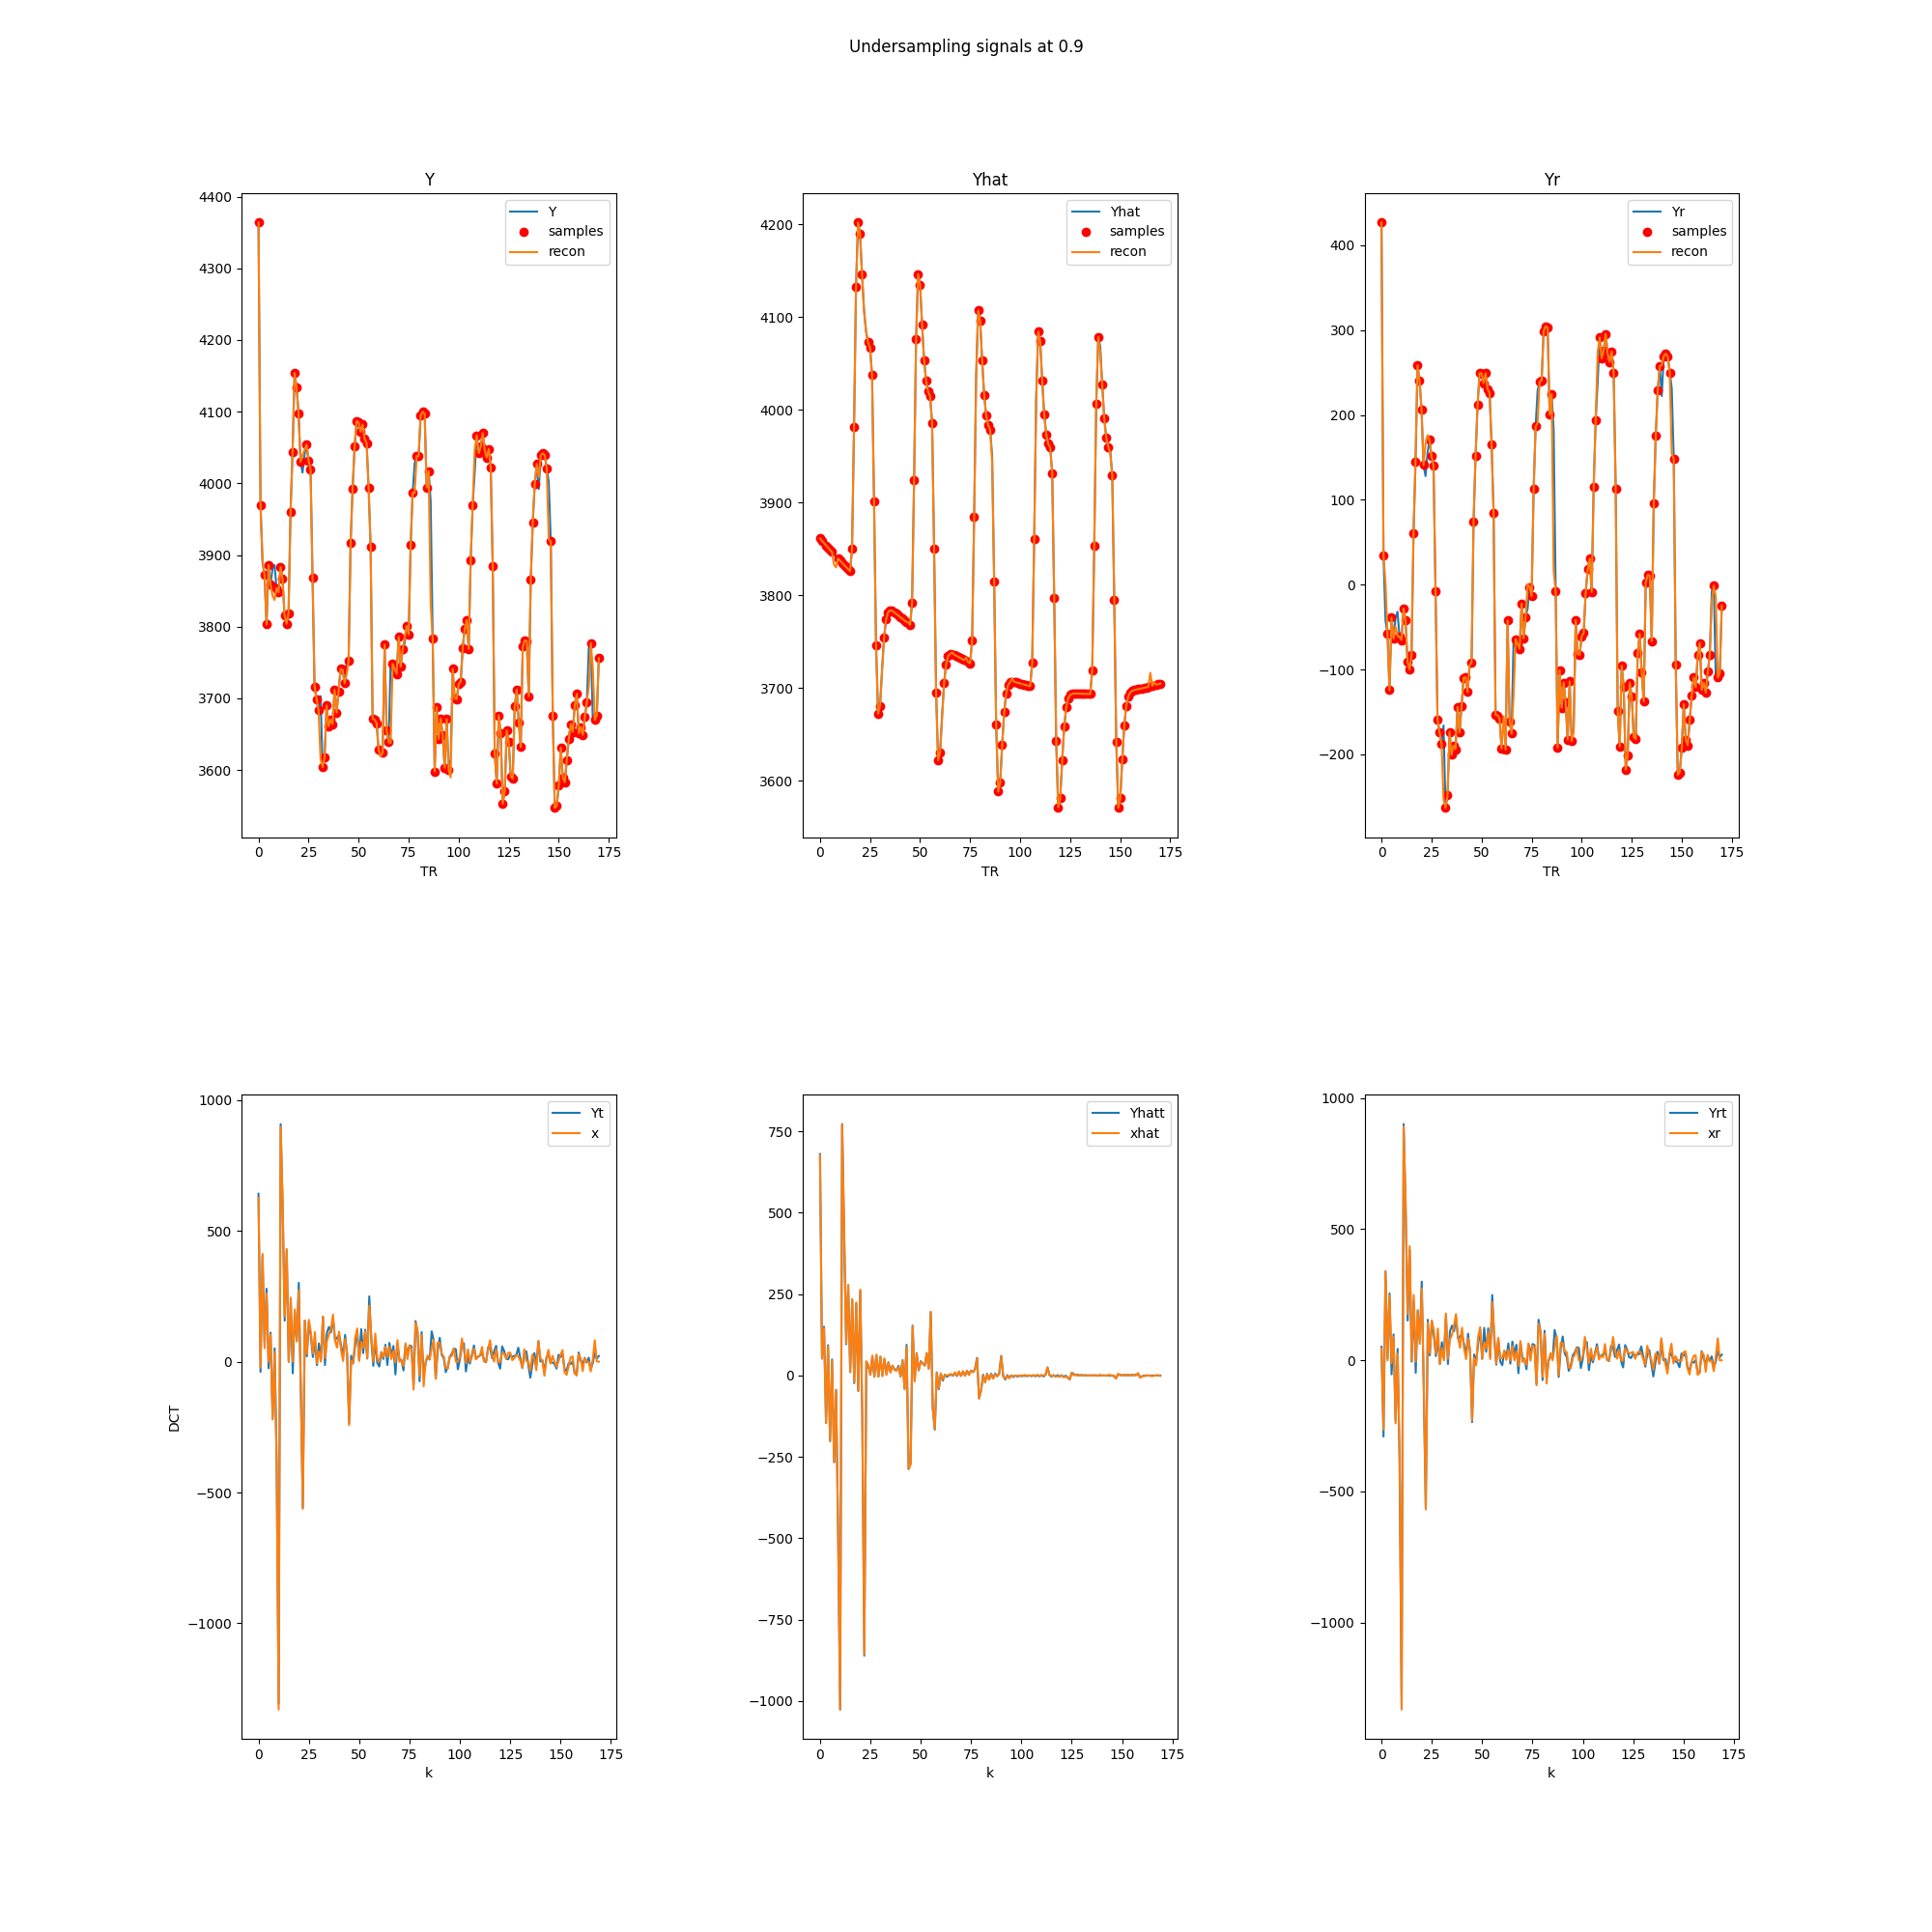 Undersampling signals at 0.9
Y
4400
4300
4200
4100
4000
3900
3800
3700
3600
0 25 50 75 100 125 150 175
TR
Y
samples
recon
Yhat
4200
4100
4000
3900
3800
3700
3600
0 25 50 75 100 125 150 175
TR
Yhat
samples
recon
Yr
400
300
200
100
0
−100
−200
0 25 50 75 100 125 150 175
TR
Yr
samples
recon
DCT
1000
500
0
−500
−1000
0 25 50 75 100 125 150 175
k
Yt
x
750
500
250
0
−250
−500
−750
−1000
0 25 50 75 100 125 150 175
k
Yhatt
xhat
1000
500
0
−500
−1000
0 25 50 75 100 125 150 175
k
Yrt
xr